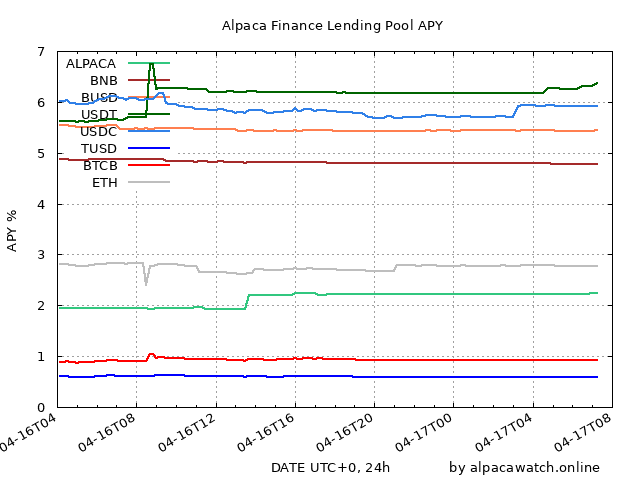 Alpaca Finance Lending Pool APY
7
6
5
4
3
2
1
0
APY %
ALPACA
BNB
BUSD
USDT
USDC
TUSD
BTCB
ETH
04-16T04
04-16T08
04-16T12
04-16T16
04-16T20
04-17T00
04-17T04
04-17T08
DATE UTC+0, 24h
by alpacawatch.online